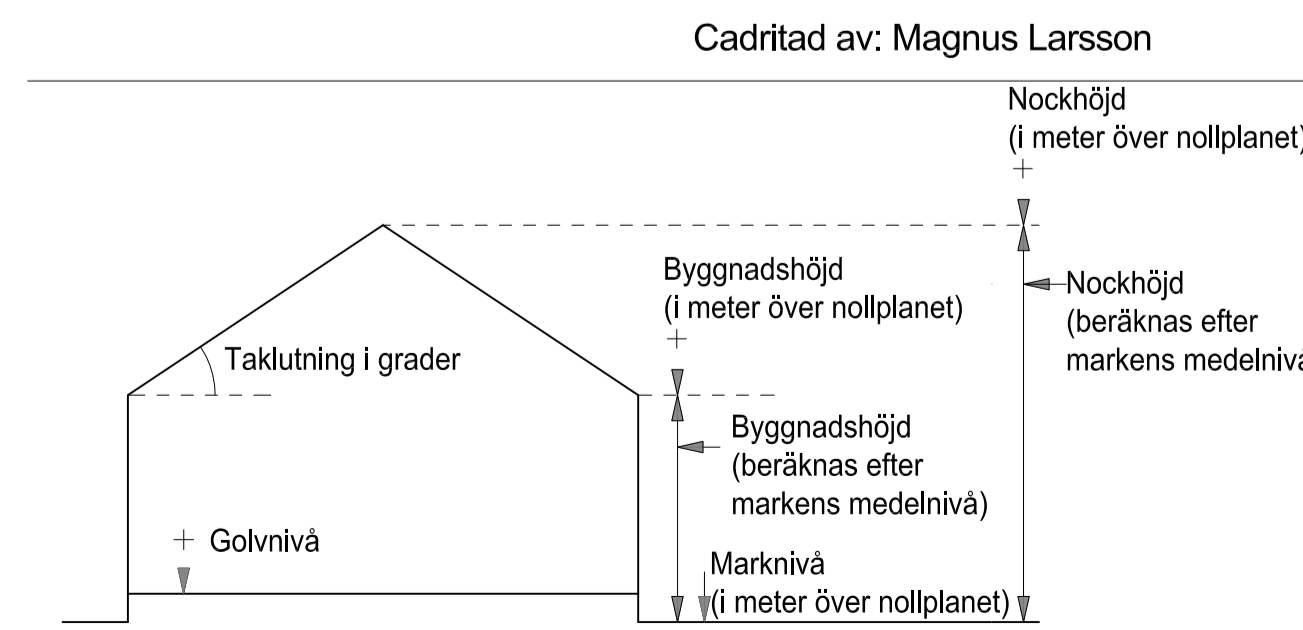 Cadritad av: Magnus Larsson
Nockhöjd
(i meter över nollplanet)
+
Byggnadshöjd
(i meter över nollplanet)
+
Nockhöjd
(beräknas efter
markens medelnivå
Taklutning i grader
Byggnadshöjd
(beräknas efter
markens medelnivå)
+ Golvnivå
Marknivå
(i meter över nollplanet)